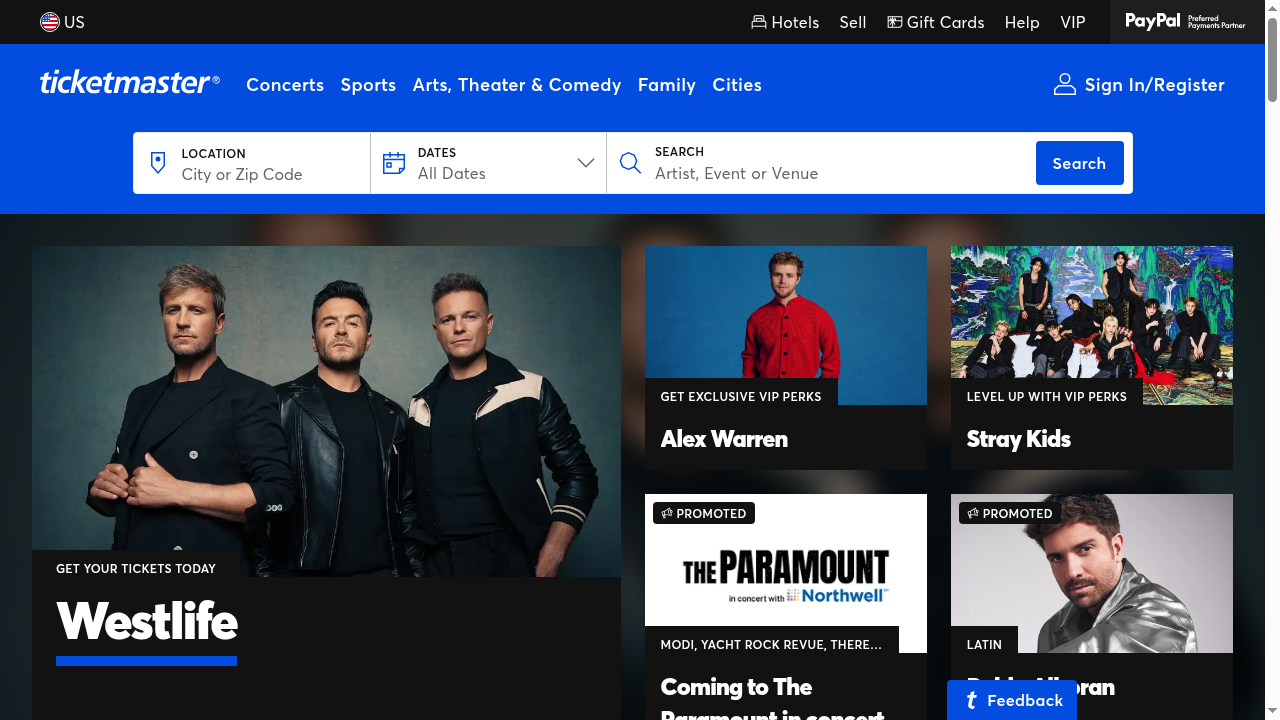 US
Hotels
Sell
Gift Cards
Help
VIP
PayPal Preferred Payments Partner
ticketmaster®
Concerts
Sports
Arts, Theater & Comedy
Family
Cities
Sign In/Register
LOCATION
City or Zip Code
DATES
All Dates
SEARCH
Artist, Event or Venue
Search
GET YOUR TICKETS TODAY
Westlife
GET EXCLUSIVE VIP PERKS
Alex Warren
LEVEL UP WITH VIP PERKS
Stray Kids
PROMOTED
THE PARAMOUNT
in concert with Northwell
MODI, YACHT ROCK REVUE, THERE...
Coming to The
Paramount in concert
PROMOTED
LATIN
t Feedback